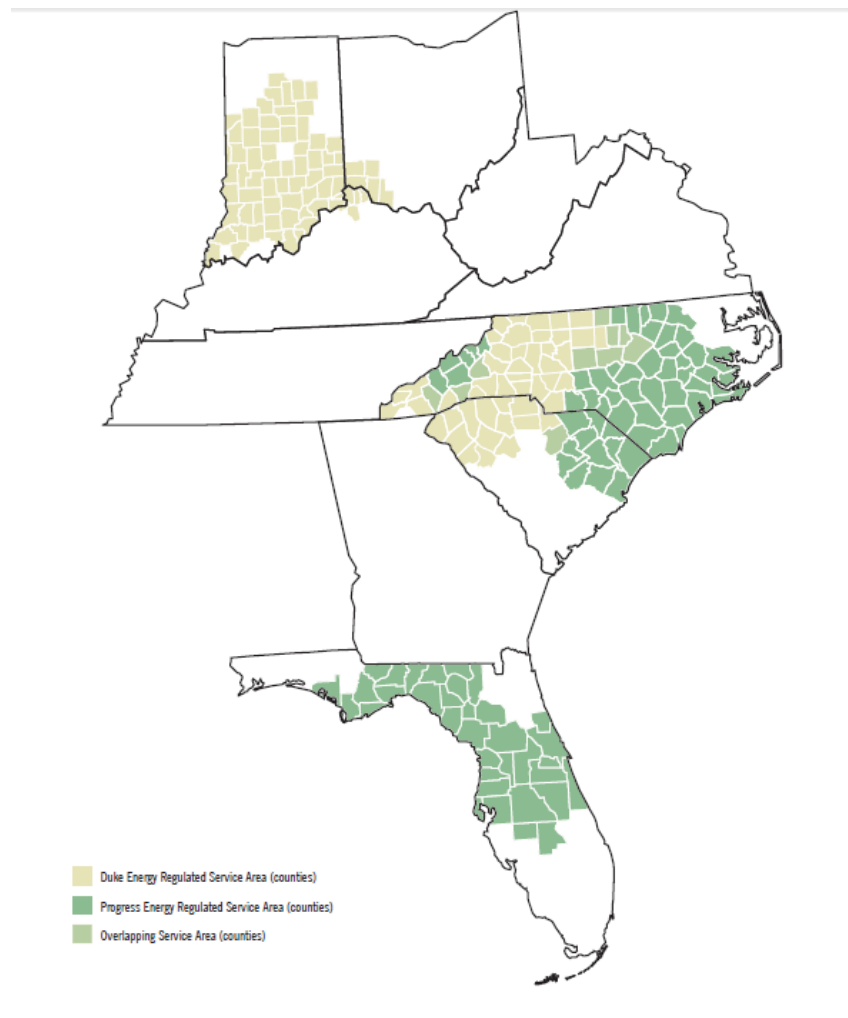 Duke Energy Regulated Service Area (counties)
Progress Energy Regulated Service Area (counties)
Overlapping Service Area (counties)